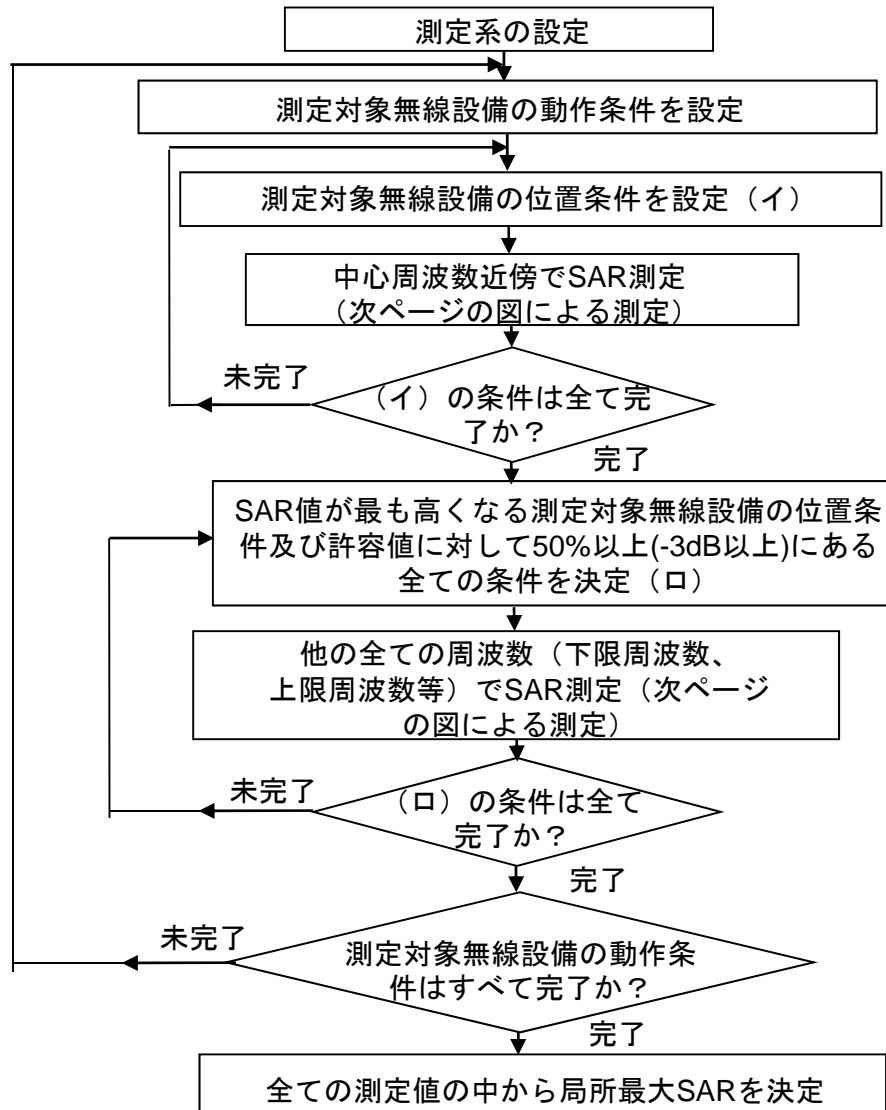 測定系の設定
測定対象無線設備の動作条件を設定
測定対象無線設備の位置条件を設定（イ）
中心周波数近傍でSAR測定
（次ページの図による測定）
未完了
（イ）の条件は全て完
了か？
完了
SAR値が最も高くなる測定対象無線設備の位置条
件及び許容値に対して50%以上(-3dB以上)にある
全ての条件を決定（ロ）
他の全ての周波数（下限周波数、
上限周波数等）でSAR測定（次ページ
の図による測定）
未完了
（ロ）の条件は全て
完了か？
完了
未完了
測定対象無線設備の動作条
件はすべて完了か？
完了
全ての測定値の中から局所最大SARを決定